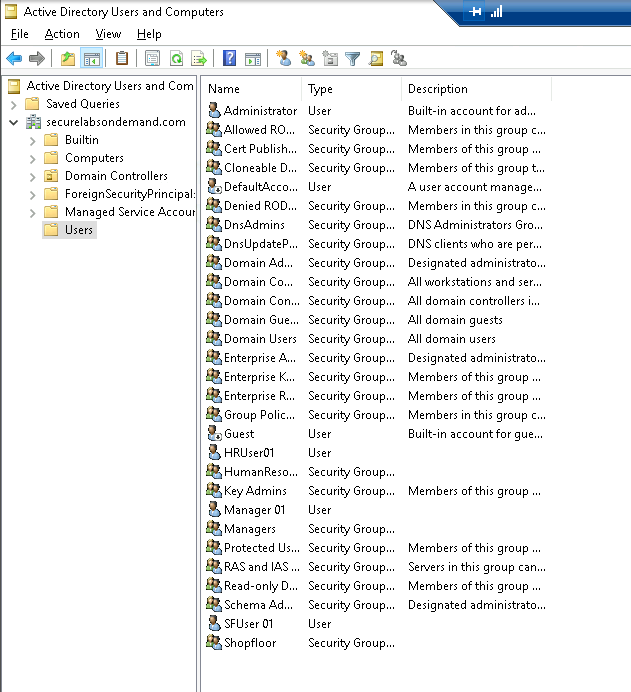 Active Directory Users and Computers
File Action View Help
Active Directory Users and Com
Saved Queries
securelabsondemand.com
Builtin
Computers
Domain Controllers
ForeignSecurityPrincipal:
Managed Service Accour
Users
Name Type Description
Administrator User Built-in account for ad...
Allowed RO... Security Group... Members in this group c...
Cert Publish... Security Group... Members of this group ...
Cloneable D... Security Group... Members of this group t...
DefaultAcco... User A user account manage...
Denied ROD... Security Group... Members in this group c...
DnsAdmins Security Group... DNS Administrators Gro...
DnsUpdateP... Security Group... DNS clients who are per...
Domain Ad... Security Group... Designated administrato...
Domain Co... Security Group... All workstations and ser...
Domain Con... Security Group... All domain controllers i...
Domain Gue... Security Group... All domain guests
Domain Users Security Group... All domain users
Enterprise A... Security Group... Designated administrato...
Enterprise K... Security Group... Members of this group ...
Enterprise R... Security Group... Members of this group ...
Group Polic... Security Group... Members in this group c...
Guest User Built-in account for gue...
HRUser01 User
HumanReso... Security Group...
Key Admins Security Group... Members of this group ...
Manager 01 User
Managers Security Group...
Protected Us... Security Group... Members of this group ...
RAS and IAS ... Security Group... Servers in this group can...
Read-only D... Security Group... Members of this group ...
Schema Ad... Security Group... Designated administrato...
SFUser 01 User
Shopfloor Security Group...